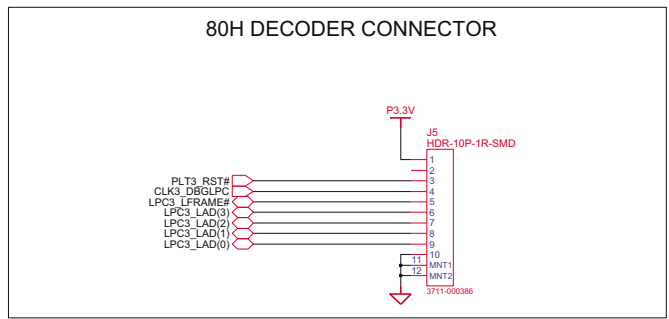 80H DECODER CONNECTOR
P3.3V
J5
HDR-10P-1R-SMD
1
2
PLT3_RST# 3
CLK3_DBGLPC 4
LPC3_LFRAME# 5
LPC3_LAD(3) 6
LPC3_LAD(2) 7
LPC3_LAD(1) 8
LPC3_LAD(0) 9
10
11 MNT1
12 MNT2
3711-000386